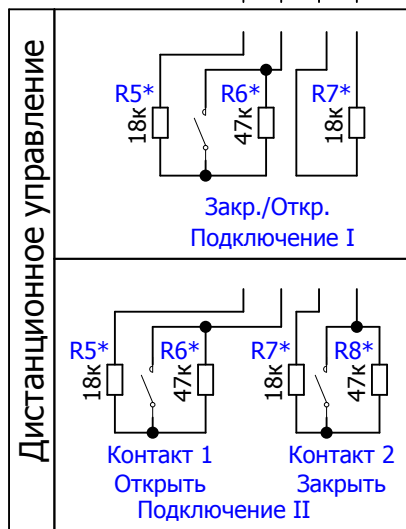 Дистанционное управление
R5* R6* R7*
18к 47к 18к
Закр./Откр.
Подключение I
R5* R6* R7* R8*
18к 47к 18к 47к
Контакт 1 Контакт 2
Открыть Закрыть
Подключение II